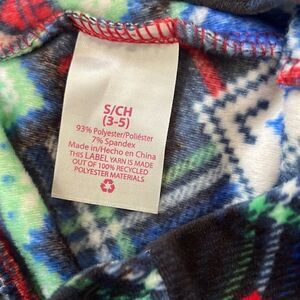 S/CH
(3-5)
93% Polyester/Poliéster
7% Spandex
Made in/Hecho en China
THIS LABEL YARN IS MADE
OUT OF 100% RECYCLED
POLYESTER MATERIALS